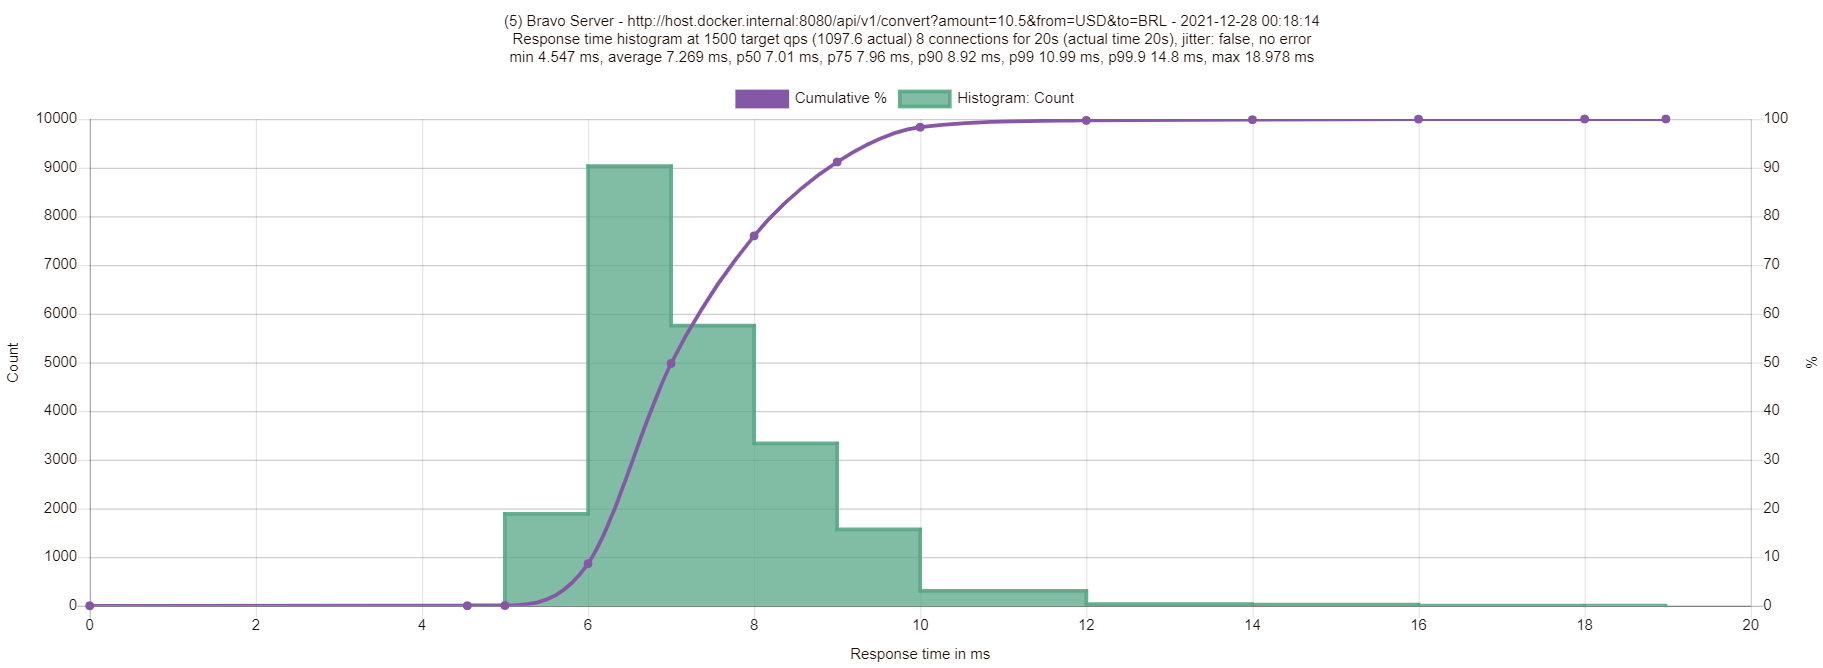 (5) Bravo Server - http://host.docker.internal:8080/api/v1/convert?amount=10.5&from=USD&to=BRL - 2021-12-28 00:18:14
Response time histogram at 1500 target qps (1097.6 actual) 8 connections for 20s (actual time 20s), jitter: false, no error
min 4.547 ms, average 7.269 ms, p50 7.01 ms, p75 7.96 ms, p90 8.92 ms, p99 10.99 ms, p99.9 14.8 ms, max 18.978 ms
Cumulative % Histogram: Count
10000 100
9000 90
8000 80
7000 70
6000 60
5000 50
4000 40
3000 30
2000 20
1000 10
0 0
Count
%
0 2 4 6 8 10 12 14 16 18 20
Response time in ms